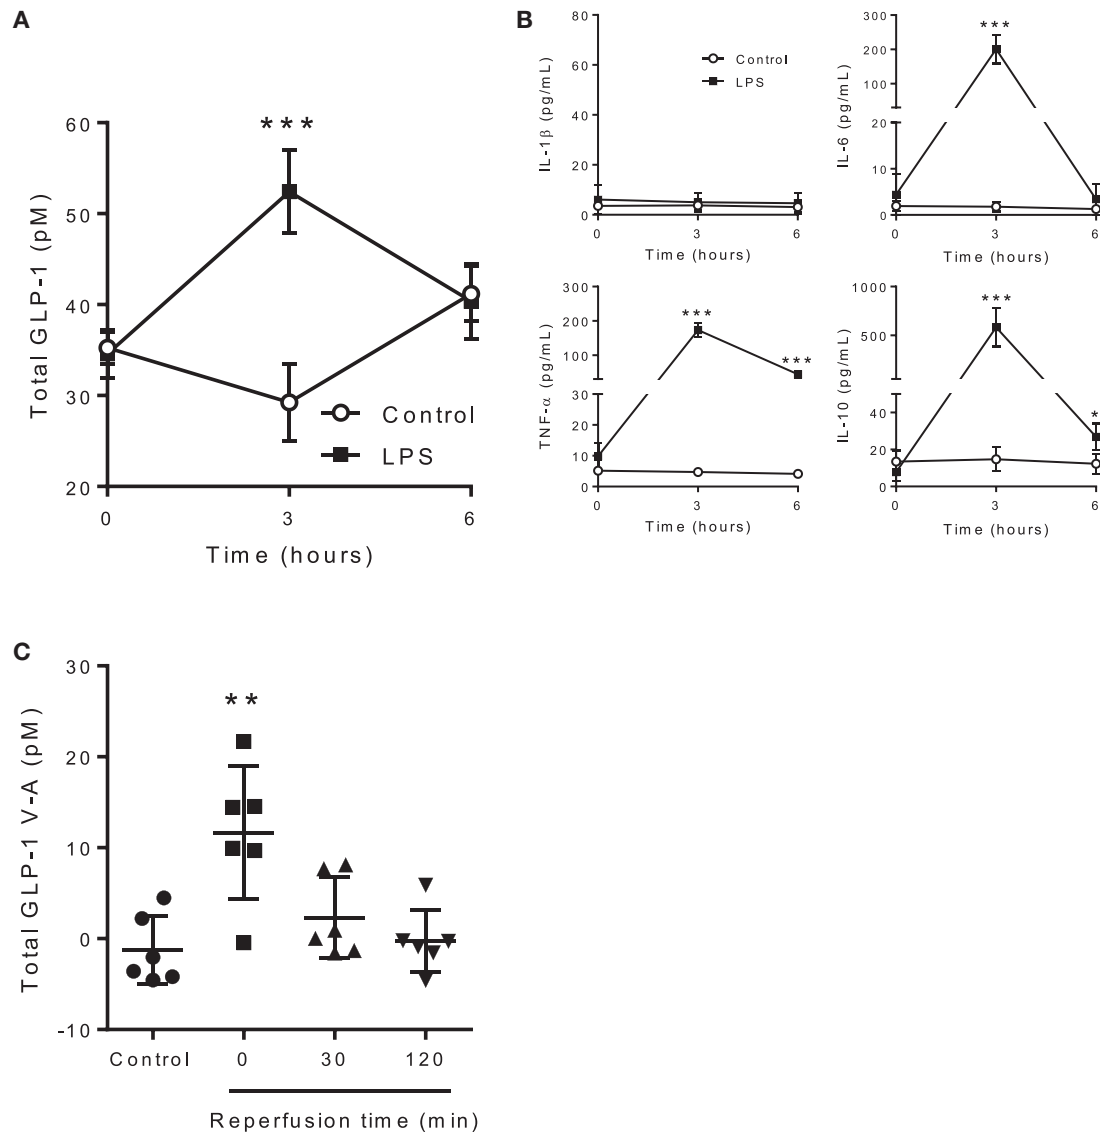 A
Total GLP-1 (pM)
60
50
40
30
20
***
Control
LPS
0
3
6
Time (hours)
B
IL-1β (pg/mL)
80
60
40
20
0
Control
LPS
0
3
6
Time (hours)
IL-6 (pg/mL)
300
200
100
20
10
0
***
0
3
6
Time (hours)
TNF-α (pg/mL)
300
200
100
30
20
10
0
***
***
0
3
6
Time (hours)
IL-10 (pg/mL)
1000
500
40
20
0
***
*
0
3
6
Time (hours)
C
Total GLP-1 V-A (pM)
30
20
10
0
-10
**
Control
0
30
120
Reperfusion time (min)